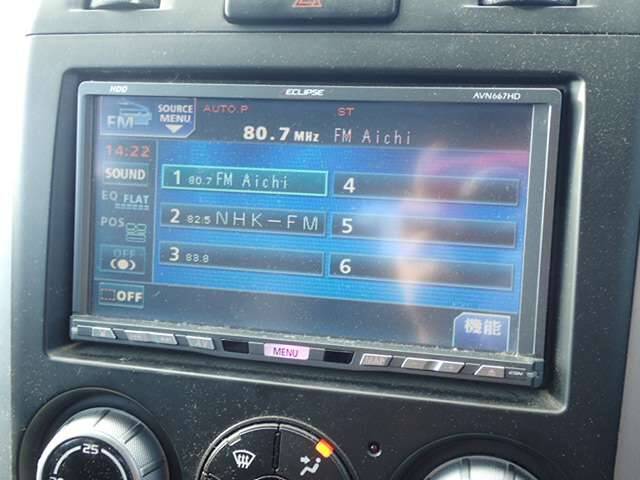 HDD ECLIPSE AVN667HD
FM SOURCE MENU AUTO.P ST
80.7 MHz FM Aichi
14:22
SOUND
EQ FLAT
POS
OFF
OFF
1 80.7 FM Aichi
2 82.5 NHK-FM
3 88.8
4
5
6
機能
MENU
25